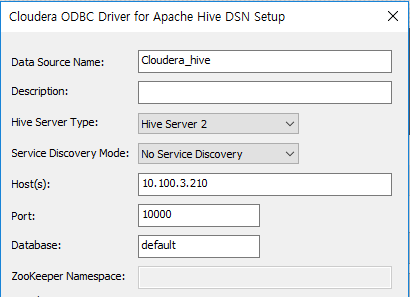 Cloudera ODBC Driver for Apache Hive DSN Setup
Data Source Name: Cloudera_hive
Description:
Hive Server Type: Hive Server 2
Service Discovery Mode: No Service Discovery
Host(s): 10.100.3.210
Port: 10000
Database: default
ZooKeeper Namespace: